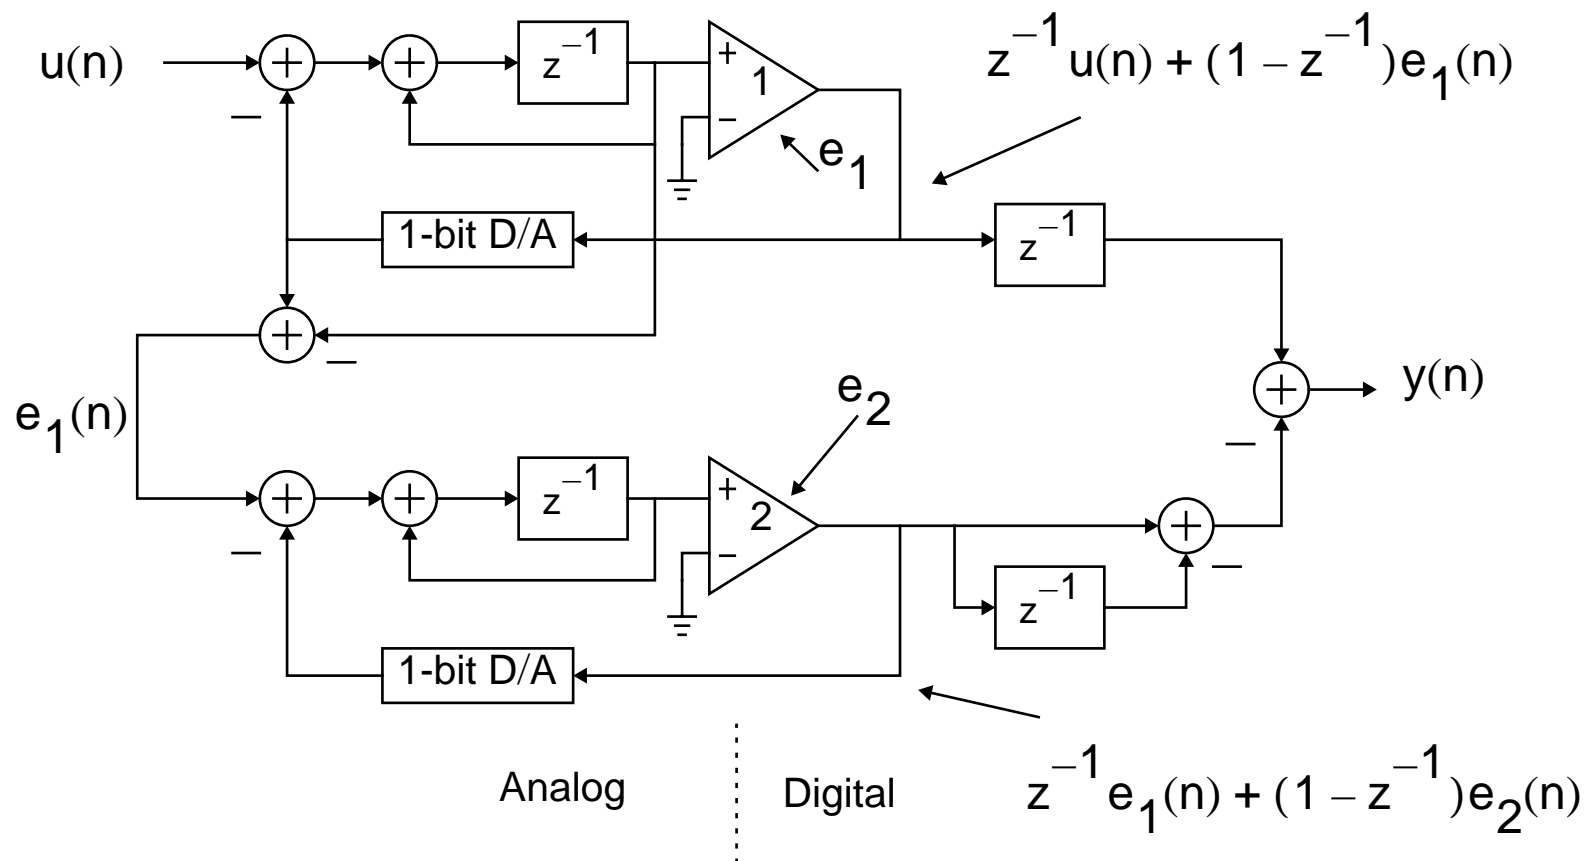 u(n)
+
+
z⁻¹
+
1
−
−
e₁
z⁻¹u(n) + (1 − z⁻¹)e₁(n)
1-bit D/A
z⁻¹
+
−
e₁(n)
e₂
+
y(n)
−
+
+
z⁻¹
+
2
−
−
+
−
z⁻¹
1-bit D/A
Analog
Digital
z⁻¹e₁(n) + (1 − z⁻¹)e₂(n)